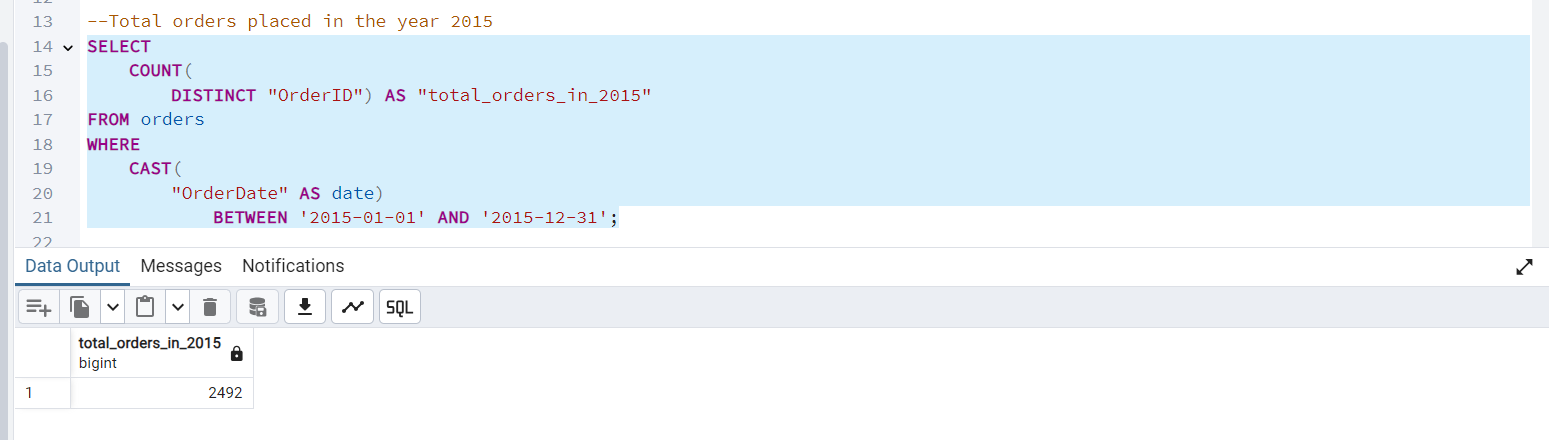 12
13 --Total orders placed in the year 2015
14 SELECT
15 COUNT(
16 DISTINCT "OrderID") AS "total_orders_in_2015"
17 FROM orders
18 WHERE
19 CAST(
20 "OrderDate" AS date)
21 BETWEEN '2015-01-01' AND '2015-12-31';
22
Data Output Messages Notifications
SQL
total_orders_in_2015
bigint
1 2492